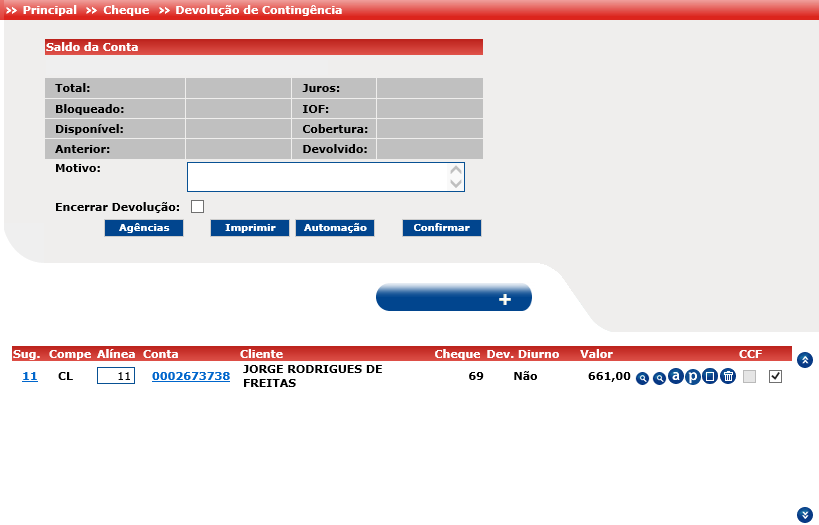 >> Principal >> Cheque >> Devolução de Contingência
Saldo da Conta
Total: Juros:
Bloqueado: IOF:
Disponível: Cobertura:
Anterior: Devolvido:
Motivo:
Encerrar Devolução:
Agências Imprimir Automação Confirmar
+
Sug. Compe Alínea Conta Cliente Cheque Dev. Diurno Valor CCF
11 CL 11 0002673738 JORGE RODRIGUES DE 69 Não 661,00 a p
FREITAS